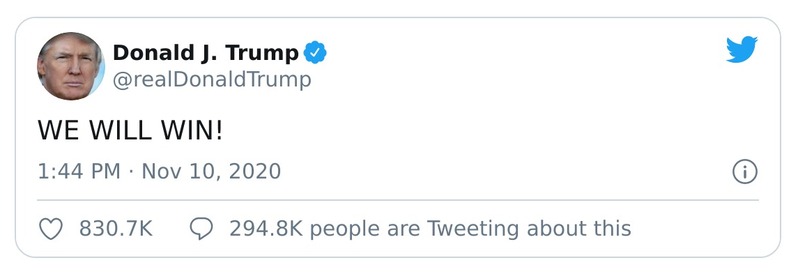 Donald J. Trump
@realDonaldTrump
WE WILL WIN!
1:44 PM · Nov 10, 2020
830.7K 294.8K people are Tweeting about this